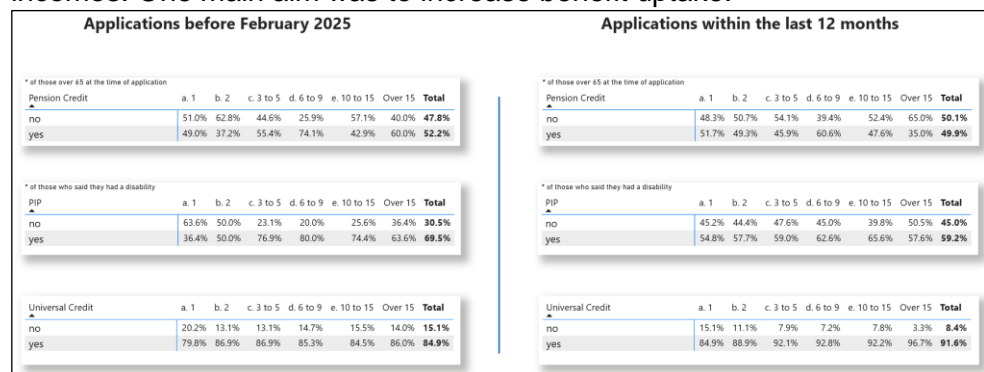 incomes. One main aim was to increase benefit uptake.
Applications before February 2025
* of those over 65 at the time of application
Pension Credit a. 1 b. 2 c. 3 to 5 d. 6 to 9 e. 10 to 15 Over 15 Total
no 51.0% 62.8% 44.6% 25.9% 57.1% 40.0% 47.8%
yes 49.0% 37.2% 55.4% 74.1% 42.9% 60.0% 52.2%
* of those who said they had a disability
PIP a. 1 b. 2 c. 3 to 5 d. 6 to 9 e. 10 to 15 Over 15 Total
no 63.6% 50.0% 23.1% 20.0% 25.6% 36.4% 30.5%
yes 36.4% 50.0% 76.9% 80.0% 74.4% 63.6% 69.5%
Universal Credit a. 1 b. 2 c. 3 to 5 d. 6 to 9 e. 10 to 15 Over 15 Total
no 20.2% 13.1% 13.1% 14.7% 15.5% 14.0% 15.1%
yes 79.8% 86.9% 86.9% 85.3% 84.5% 86.0% 84.9%
Applications within the last 12 months
* of those over 65 at the time of application
Pension Credit a. 1 b. 2 c. 3 to 5 d. 6 to 9 e. 10 to 15 Over 15 Total
no 48.3% 50.7% 54.1% 39.4% 52.4% 65.0% 50.1%
yes 51.7% 49.3% 45.9% 60.6% 47.6% 35.0% 49.9%
* of those who said they had a disability
PIP a. 1 b. 2 c. 3 to 5 d. 6 to 9 e. 10 to 15 Over 15 Total
no 45.2% 44.4% 47.6% 45.0% 39.8% 50.5% 45.0%
yes 54.8% 57.7% 59.0% 62.6% 65.6% 57.6% 59.2%
Universal Credit a. 1 b. 2 c. 3 to 5 d. 6 to 9 e. 10 to 15 Over 15 Total
no 15.1% 11.1% 7.9% 7.2% 7.8% 3.3% 8.4%
yes 84.9% 88.9% 92.1% 92.8% 92.2% 96.7% 91.6%